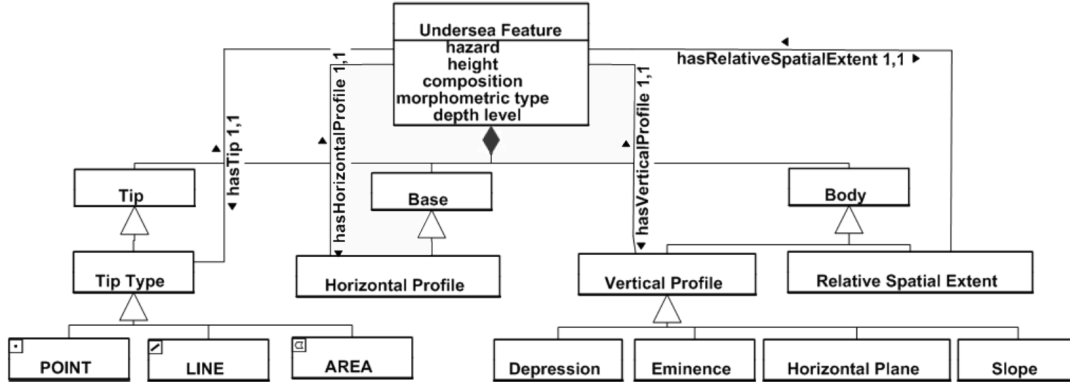 Undersea Feature
hazard
height
composition
morphometric type
depth level
hasRelativeSpatialExtent 1,1
hasTip 1,1
hasHorizontalProfile 1,1
hasVerticalProfile 1,1
Tip
Base
Body
Tip Type
Horizontal Profile
Vertical Profile
Relative Spatial Extent
POINT
LINE
AREA
Depression
Eminence
Horizontal Plane
Slope